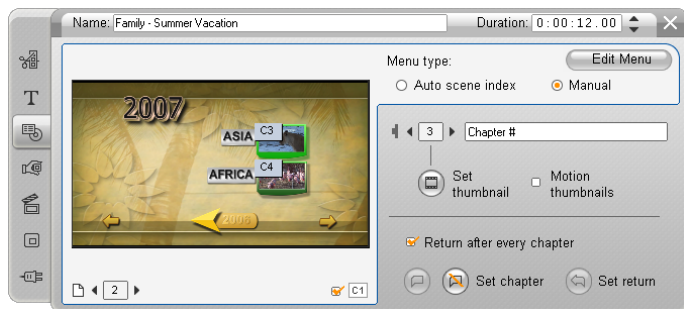 Name: Family - Summer Vacation Duration: 0:00:12.00
Menu type: Edit Menu
Auto scene index Manual
T
2007
ASIA C3
AFRICA C4
2008
3 Chapter #
Set thumbnail
Motion thumbnails
Return after every chapter
Set chapter Set return
2 C1